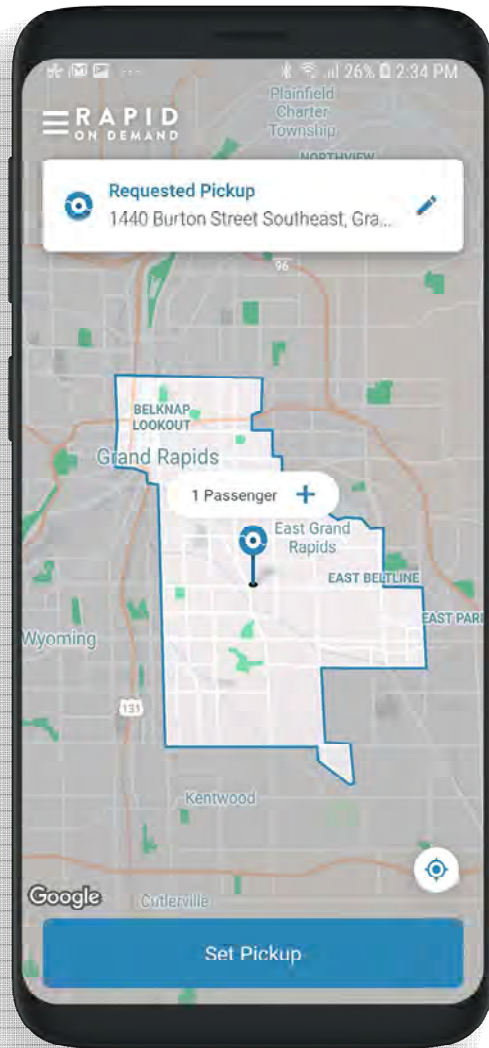 26% 2:34 PM
Plainfield
Charter
Township
RAPID
ON DEMAND
NORTHVIEW
Requested Pickup
1440 Burton Street Southeast, Gra...
96
BELKNAP
LOOKOUT
Grand Rapids
1 Passenger +
East Grand
Rapids
EAST BELTLINE
EAST PARI
Wyoming
131
Kentwood
Google
Cutlerville
Set Pickup